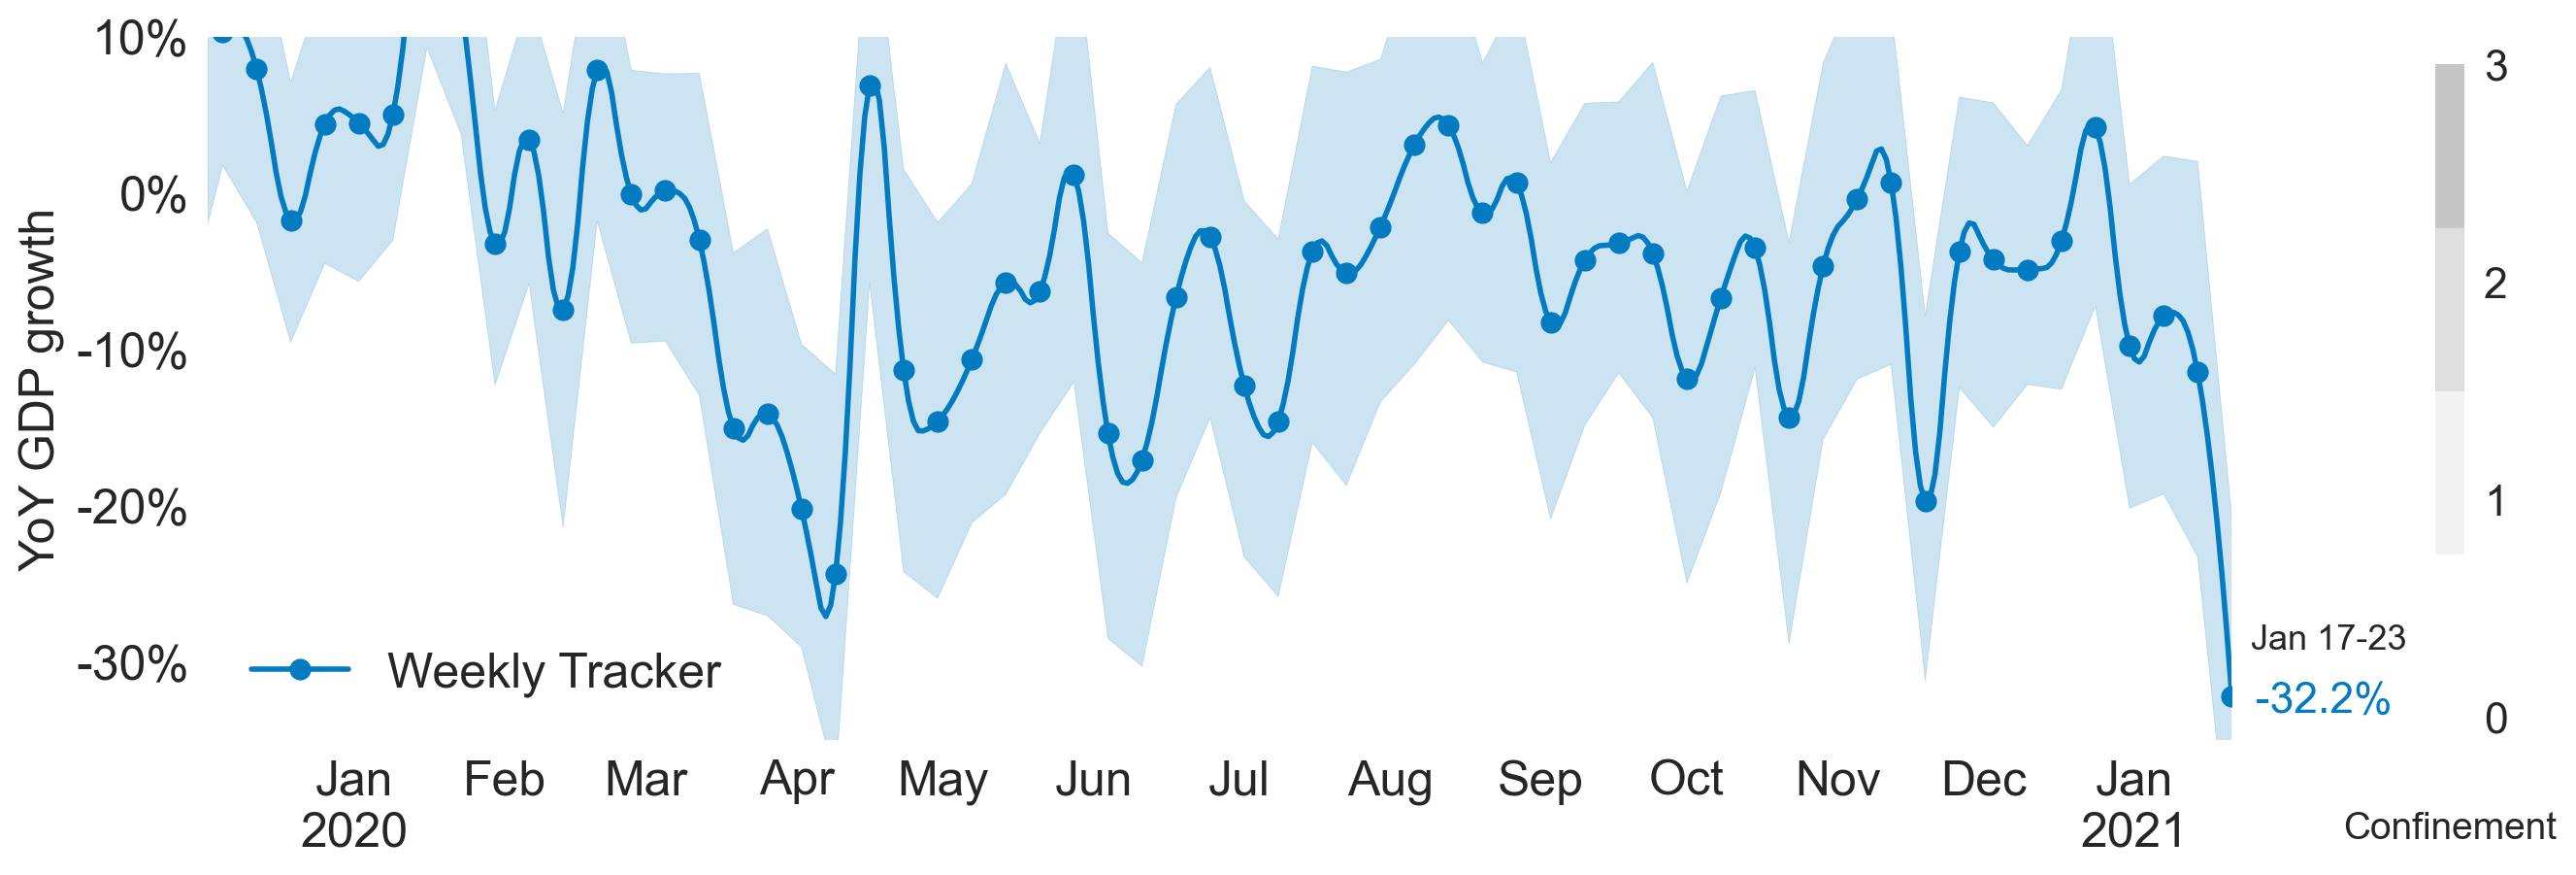 YoY GDP growth
10%
0%
-10%
-20%
-30%
Weekly Tracker
Jan
2020
Feb
Mar
Apr
May
Jun
Jul
Aug
Sep
Oct
Nov
Dec
Jan
2021
Jan 17-23
-32.2%
3
2
1
0
Confinement